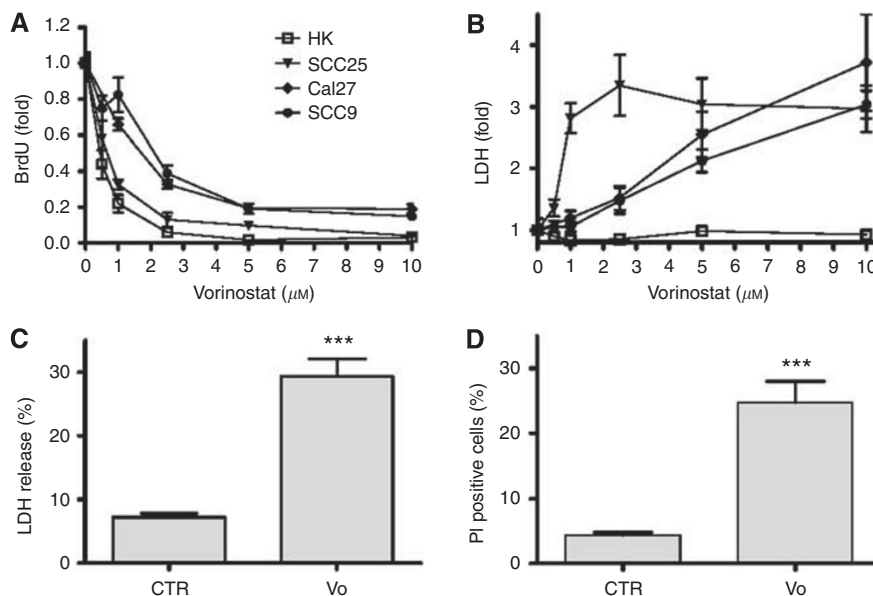 A
BrdU (fold)
1.2
1.0
0.8
0.6
0.4
0.2
0.0
HK
SCC25
Cal27
SCC9
0 1 2 3 4 5 6 7 8 9 10
Vorinostat (μM)
B
LDH (fold)
4
3
2
1
0 1 2 3 4 5 6 7 8 9 10
Vorinostat (μM)
C
LDH release (%)
30
20
10
0
***
CTR Vo
D
PI positive cells (%)
30
20
10
0
***
CTR Vo